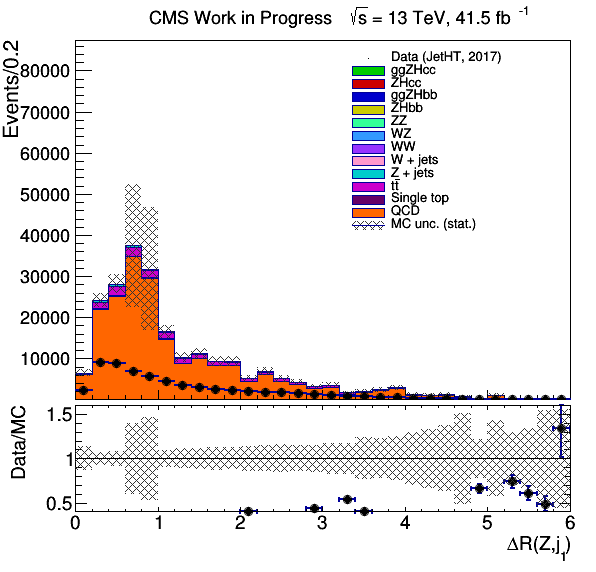 CMS Work in Progress √s = 13 TeV, 41.5 fb⁻¹
Events/0.2
80000
70000
60000
50000
40000
30000
20000
10000
Data (JetHT, 2017)
ggZHcc
ZHcc
ggZHbb
ZHbb
ZZ
WZ
WW
W + jets
Z + jets
tt̄
Single top
QCD
MC unc. (stat.)
Data/MC
1.5
1
0.5
0 1 2 3 4 5 6
ΔR(Z,j₁)